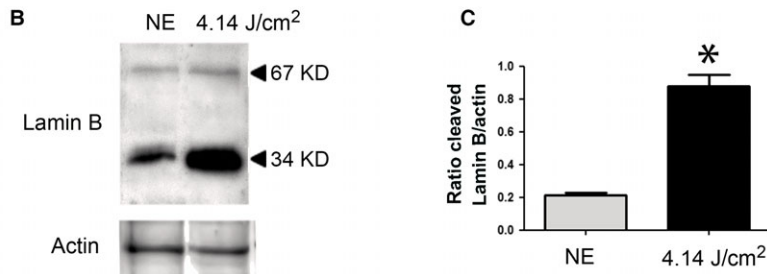 B
NE 4.14 J/cm²
67 KD
Lamin B
34 KD
Actin
C
*
Ratio cleaved
Lamin B/actin
1.0
0.8
0.6
0.4
0.2
0.0
NE 4.14 J/cm²